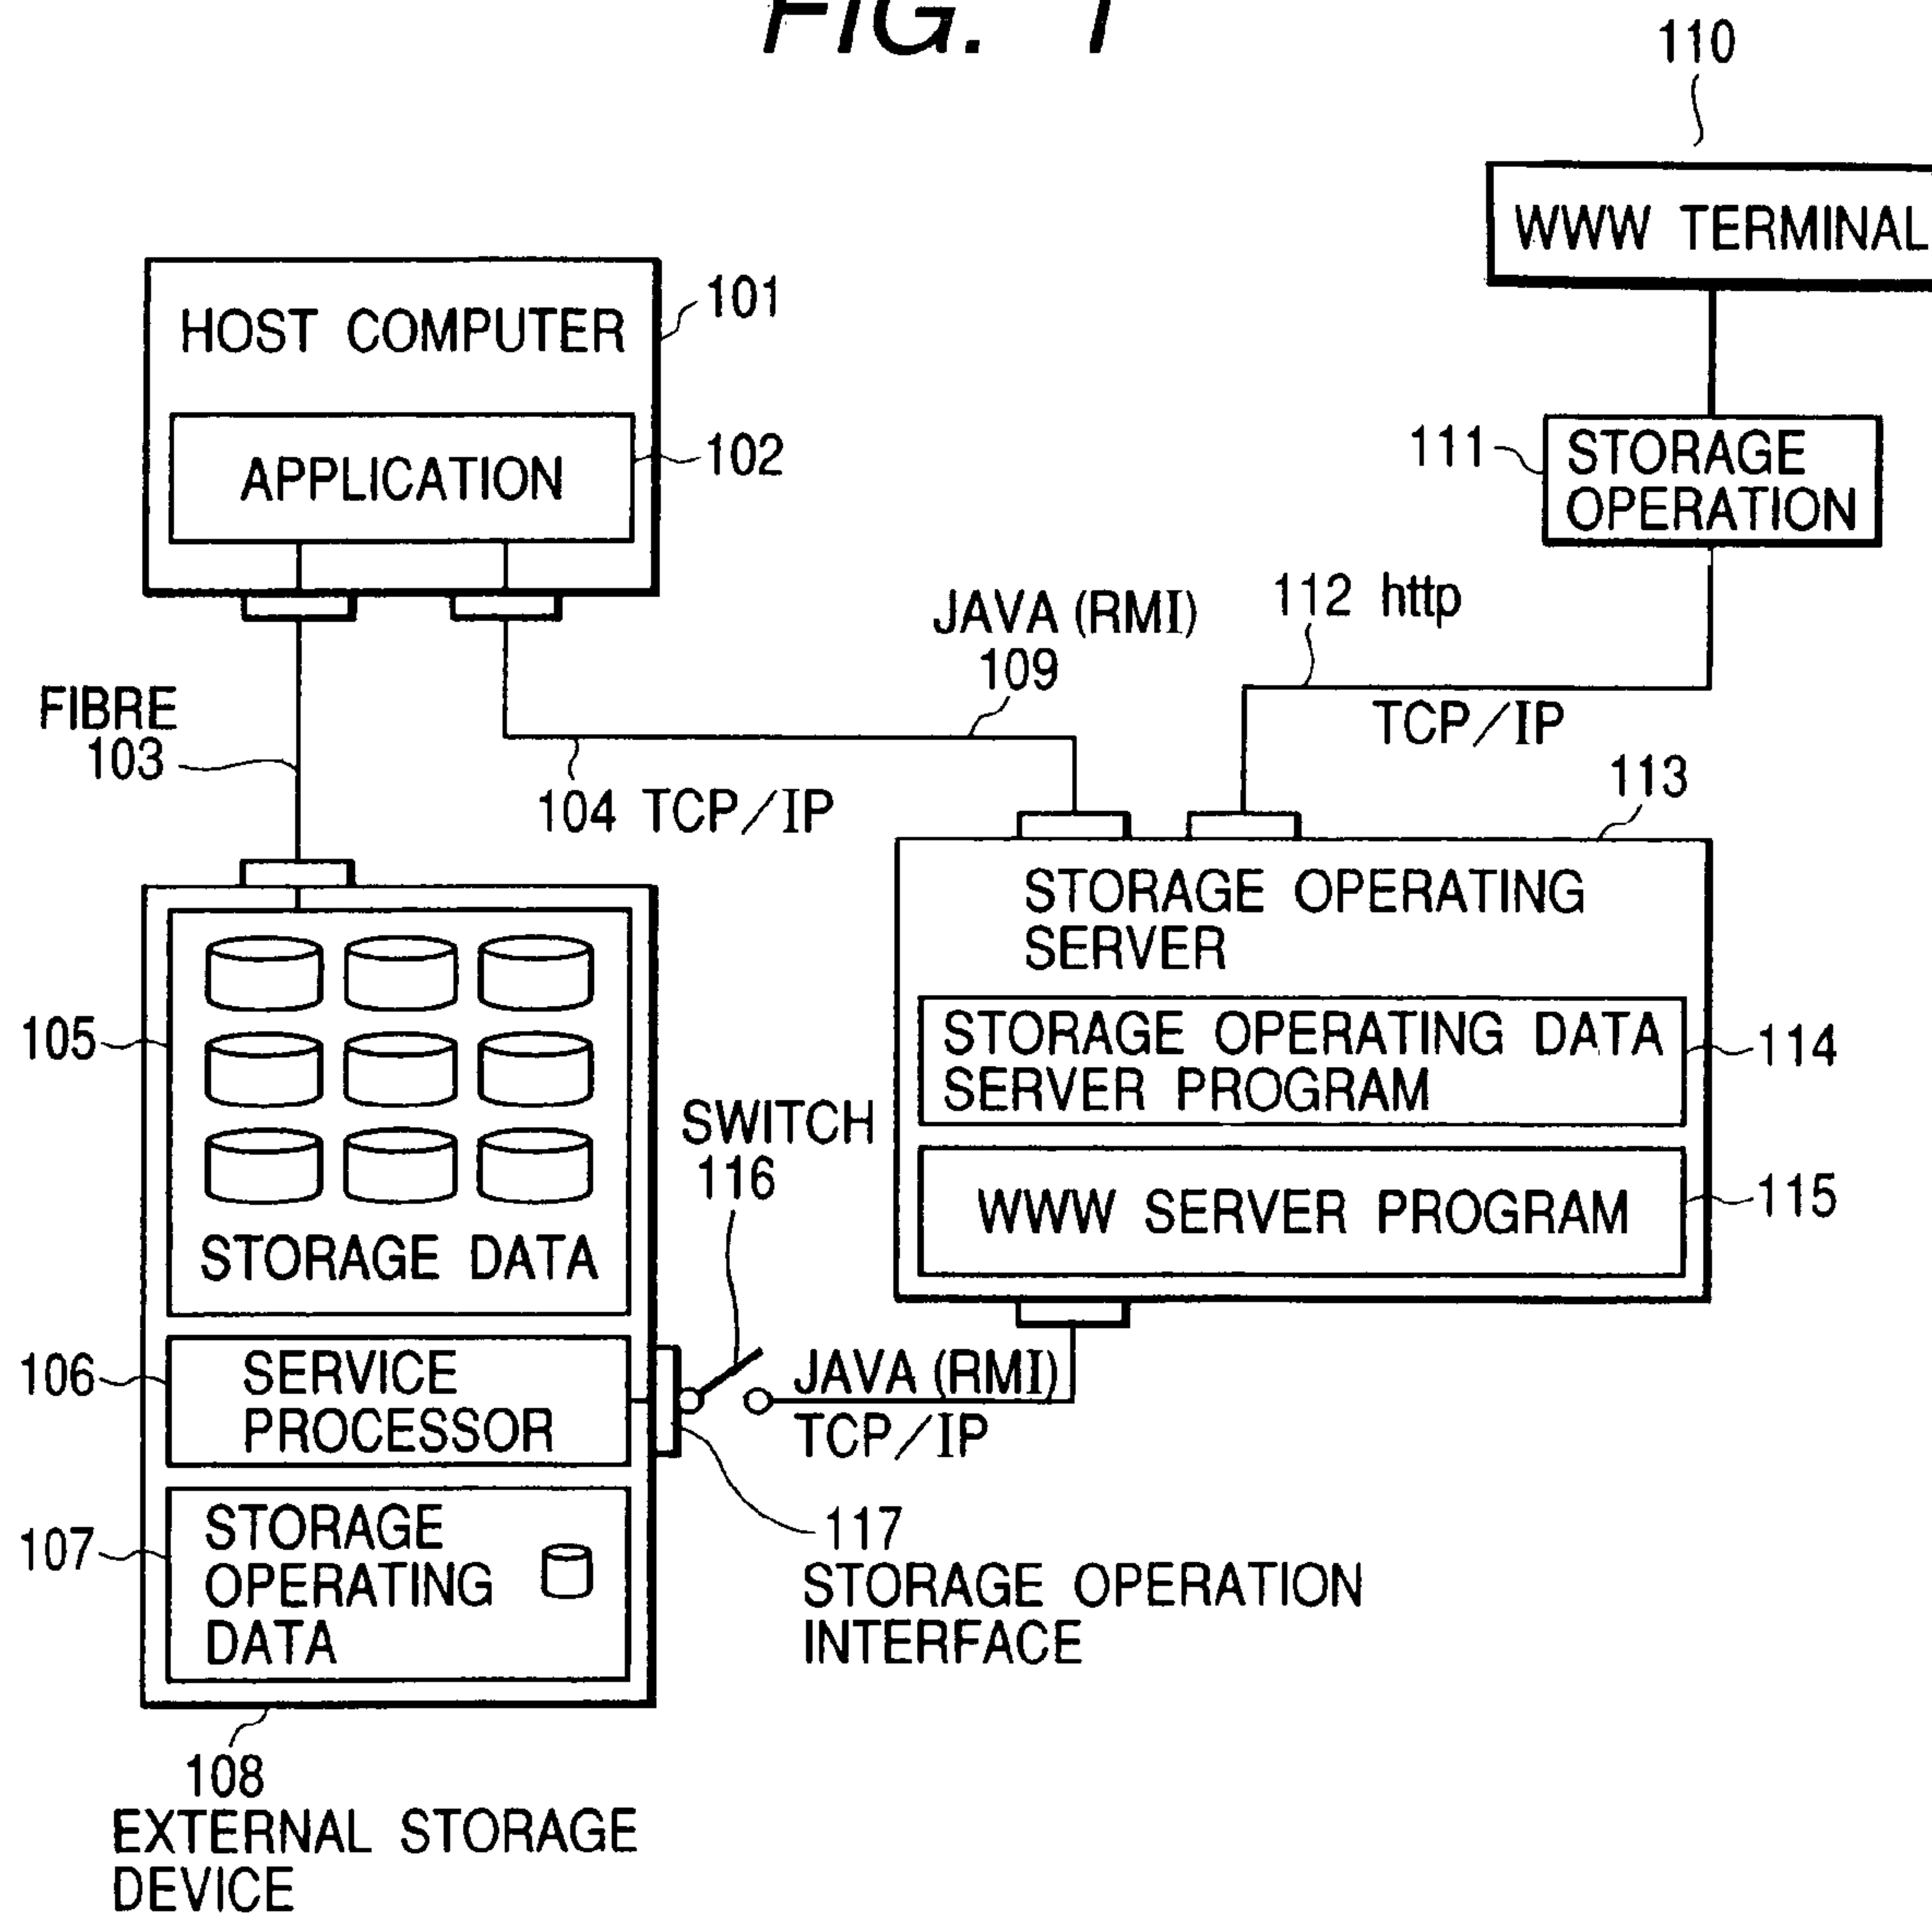 FIG. 1
110
WWW TERMINAL
101
HOST COMPUTER
102
APPLICATION
111
STORAGE
OPERATION
112 http
JAVA (RMI)
109
TCP/IP
FIBRE
103
104 TCP/IP
113
STORAGE OPERATING
SERVER
STORAGE OPERATING DATA
SERVER PROGRAM
114
WWW SERVER PROGRAM
115
105
STORAGE DATA
SWITCH
116
106
SERVICE
PROCESSOR
JAVA (RMI)
TCP/IP
107
STORAGE
OPERATING
DATA
117
STORAGE OPERATION
INTERFACE
108
EXTERNAL STORAGE
DEVICE